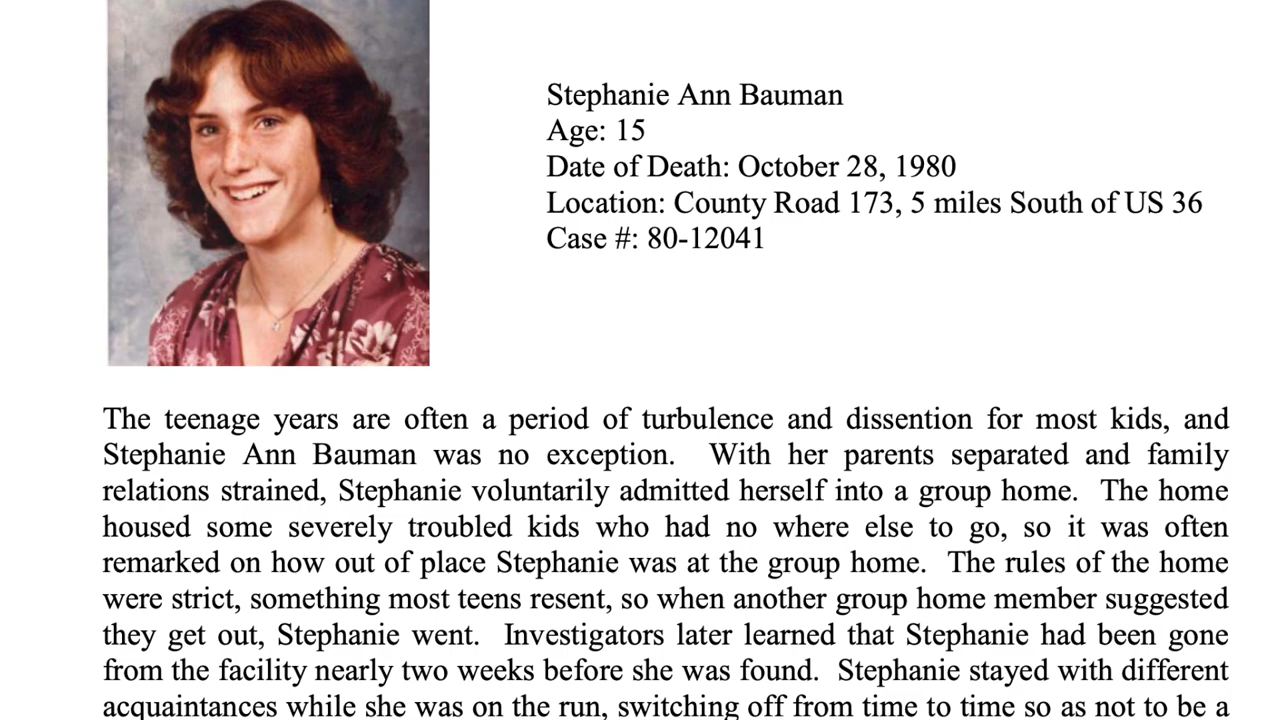 Stephanie Ann Bauman
Age: 15
Date of Death: October 28, 1980
Location: County Road 173, 5 miles South of US 36
Case #: 80-12041
The teenage years are often a period of turbulence and dissention for most kids, and
Stephanie Ann Bauman was no exception. With her parents separated and family
relations strained, Stephanie voluntarily admitted herself into a group home. The home
housed some severely troubled kids who had no where else to go, so it was often
remarked on how out of place Stephanie was at the group home. The rules of the home
were strict, something most teens resent, so when another group home member suggested
they get out, Stephanie went. Investigators later learned that Stephanie had been gone
from the facility nearly two weeks before she was found. Stephanie stayed with different
acquaintances while she was on the run, switching off from time to time so as not to be a